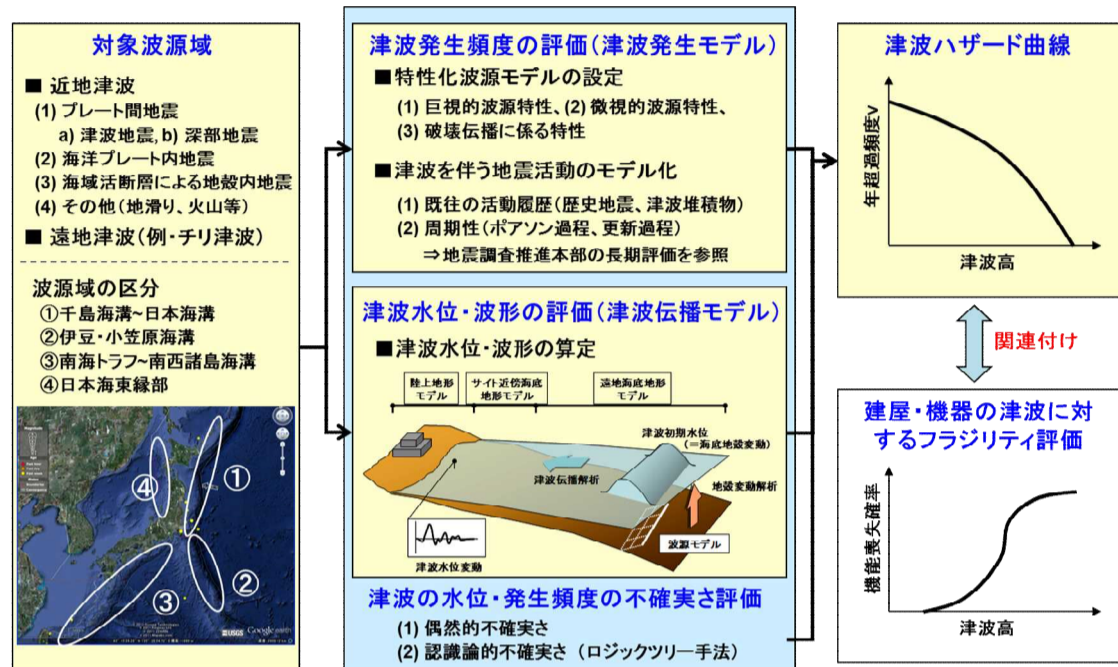 対象波源域
■ 近地津波
(1) プレート間地震
a) 津波地震, b) 深部地震
(2) 海洋プレート内地震
(3) 海域活断層による地殻内地震
(4) その他（地滑り、火山等）
■ 遠地津波（例・チリ津波）
波源域の区分
①千島海溝~日本海溝
②伊豆・小笠原海溝
③南海トラフ~南西諸島海溝
④日本海東縁部
①
④
②
③
USGS
Google
津波発生頻度の評価（津波発生モデル）
■特性化波源モデルの設定
(1) 巨視的波源特性、(2) 微視的波源特性、
(3) 破壊伝播に係る特性
■津波を伴う地震活動のモデル化
(1) 既往の活動履歴（歴史地震、津波堆積物）
(2) 周期性（ポアソン過程、更新過程）
⇒地震調査推進本部の長期評価を参照
津波水位・波形の評価（津波伝播モデル）
■津波水位・波形の算定
陸上地形
モデル
サイト近傍海底
地形モデル
遠地海底地形
モデル
津波初期水位
（＝海底地殻変動）
津波伝播解析
地殻変動解析
波源モデル
津波水位変動
津波の水位・発生頻度の不確実さ評価
(1) 偶然的不確実さ
(2) 認識論的不確実さ （ロジックツリー手法）
津波ハザード曲線
年超過頻度ν
津波高
関連付け
建屋・機器の津波に対
するフラジリティ評価
機能喪失確率
津波高